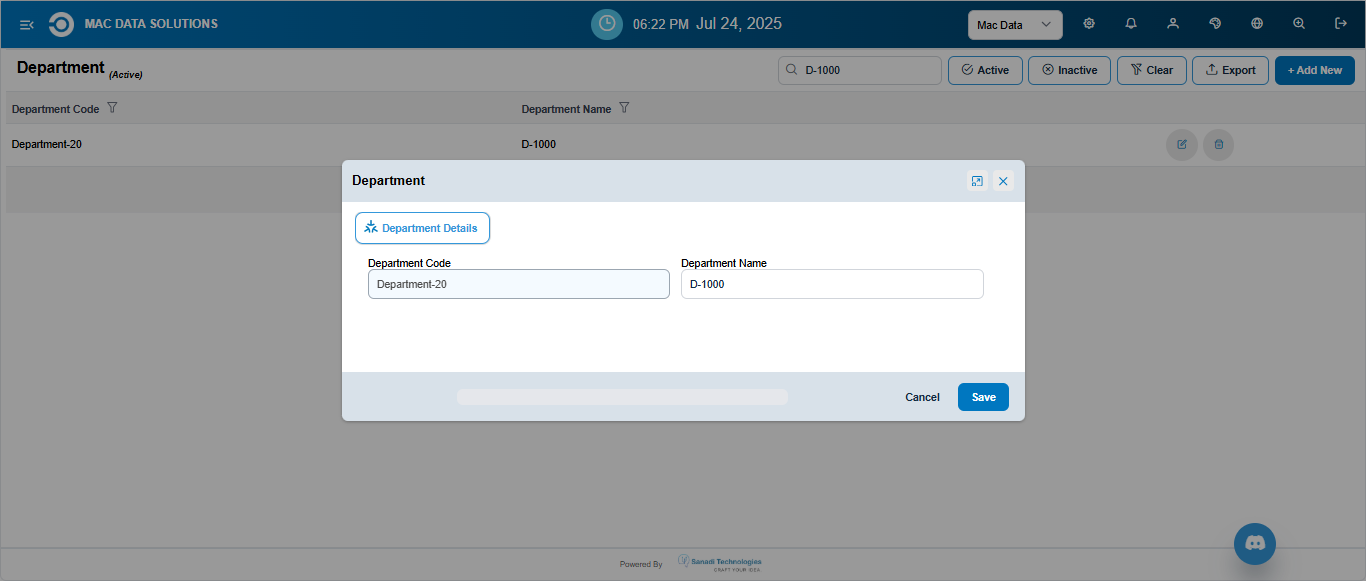 MAC DATA SOLUTIONS
06:22 PM Jul 24, 2025
Mac Data
Department (Active)
D-1000
Active
Inactive
Clear
Export
+ Add New
Department Code
Department Name
Department-20
D-1000
Department
Department Details
Department Code
Department Name
Department-20
D-1000
Cancel
Save
Powered By
Sanadi Technologies
CRAFT YOUR IDEA